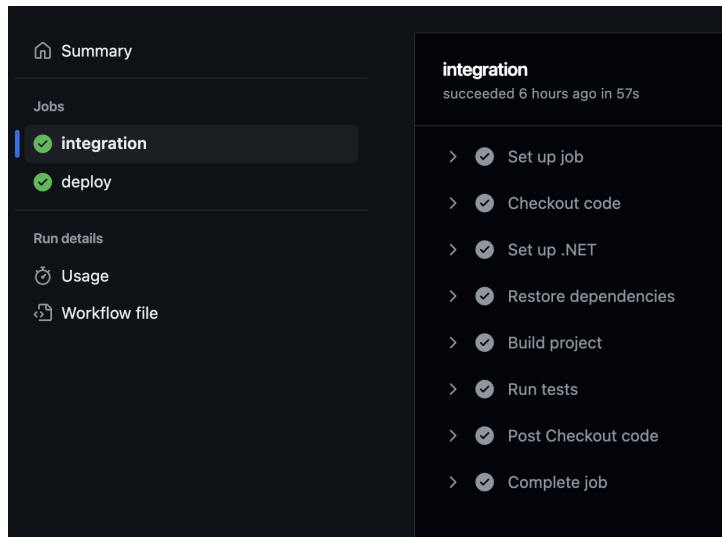 Summary
Jobs
integration
deploy
Run details
Usage
Workflow file
integration
succeeded 6 hours ago in 57s
Set up job
Checkout code
Set up .NET
Restore dependencies
Build project
Run tests
Post Checkout code
Complete job